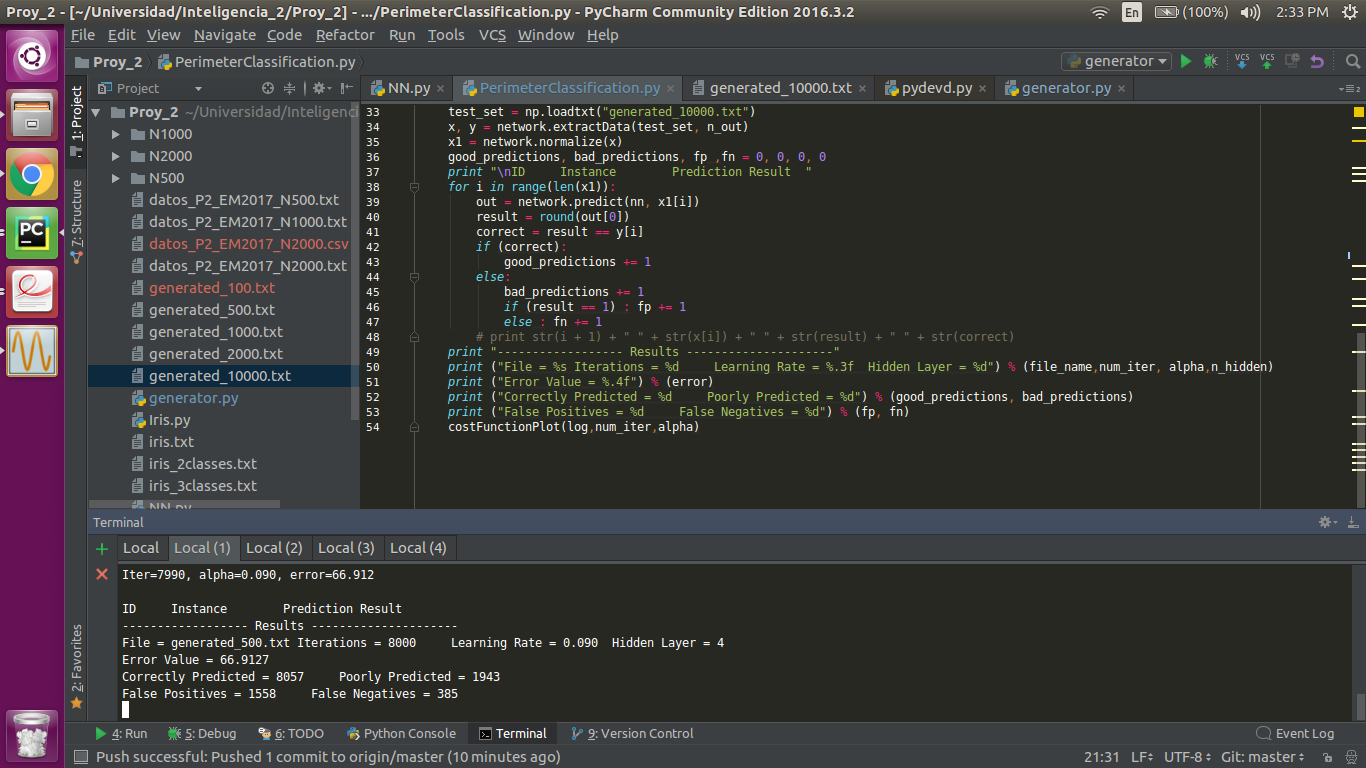 Proy_2 - [~/Universidad/Inteligencia_2/Proy_2] - .../PerimeterClassification.py - PyCharm Community Edition 2016.3.2
En
(100%)
2:33 PM
File Edit View Navigate Code Refactor Run Tools VCS Window Help
Proy_2 PerimeterClassification.py
generator
VCS VCS
1: Project
7: Structure
2: Favorites
Project
NN.py PerimeterClassification.py generated_10000.txt pydevd.py generator.py
Proy_2 ~/Universidad/Inteligenci
N1000
N2000
N500
datos_P2_EM2017_N500.txt
datos_P2_EM2017_N1000.txt
datos_P2_EM2017_N2000.csv
datos_P2_EM2017_N2000.txt
generated_100.txt
generated_500.txt
generated_1000.txt
generated_2000.txt
generated_10000.txt
generator.py
Iris.py
iris.txt
iris_2classes.txt
iris_3classes.txt
NN.py
33 test_set = np.loadtxt("generated_10000.txt")
34 x, y = network.extractData(test_set, n_out)
35 x1 = network.normalize(x)
36 good_predictions, bad_predictions, fp ,fn = 0, 0, 0, 0
37 print "\nID     Instance        Prediction Result  "
38 for i in range(len(x1)):
39 out = network.predict(nn, x1[i])
40 result = round(out[0])
41 correct = result == y[i]
42 if (correct):
43 good_predictions += 1
44 else:
45 bad_predictions += 1
46 if (result == 1) : fp += 1
47 else : fn += 1
48 # print str(i + 1) + " " + str(x[i]) + " " + str(result) + " " + str(correct)
49 print "------------------ Results ---------------------"
50 print ("File = %s Iterations = %d     Learning Rate = %.3f  Hidden Layer = %d") % (file_name,num_iter, alpha,n_hidden)
51 print ("Error Value = %.4f") % (error)
52 print ("Correctly Predicted = %d     Poorly Predicted = %d") % (good_predictions, bad_predictions)
53 print ("False Positives = %d     False Negatives = %d") % (fp, fn)
54 costFunctionPlot(log,num_iter,alpha)
Terminal
Local Local (1) Local (2) Local (3) Local (4)
Iter=7990, alpha=0.090, error=66.912
ID     Instance        Prediction Result
------------------ Results ---------------------
File = generated_500.txt Iterations = 8000     Learning Rate = 0.090  Hidden Layer = 4
Error Value = 66.9127
Correctly Predicted = 8057     Poorly Predicted = 1943
False Positives = 1558     False Negatives = 385
4: Run 5: Debug 6: TODO Python Console Terminal 9: Version Control Event Log
Push successful: Pushed 1 commit to origin/master (10 minutes ago)
21:31 LF UTF-8 Git: master
PC